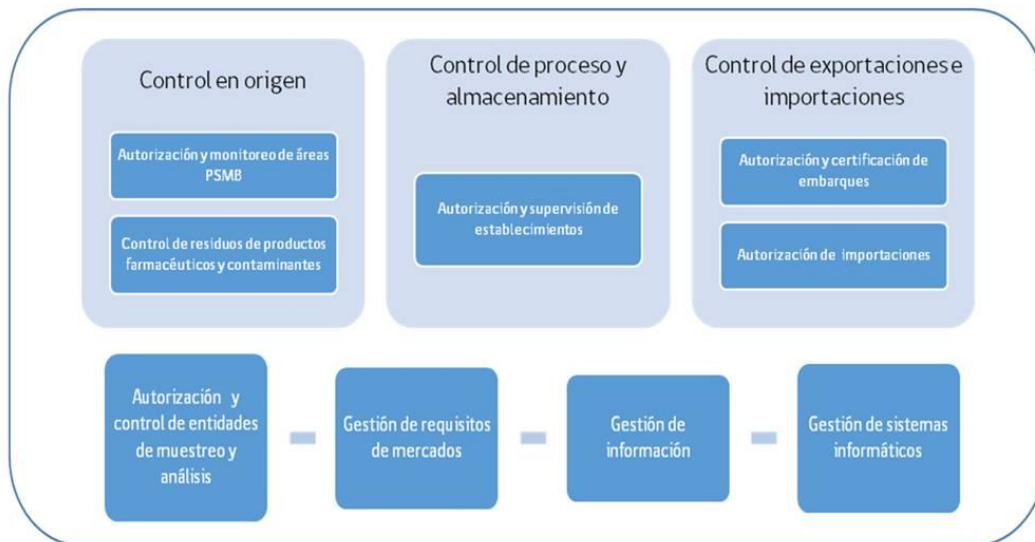 Control en origen
Autorización y monitoreo de áreas
PSMB
Control de residuos de productos
farmacéuticos y contaminantes
Control de proceso y
almacenamiento
Autorización y supervisión de
establecimientos
Control de exportaciones e
importaciones
Autorización y certificación de
embarques
Autorización de importaciones
Autorización y
control de entidades
de muestreo y
análisis
Gestión de requisitos
de mercados
Gestión de
información
Gestión de sistemas
informáticos